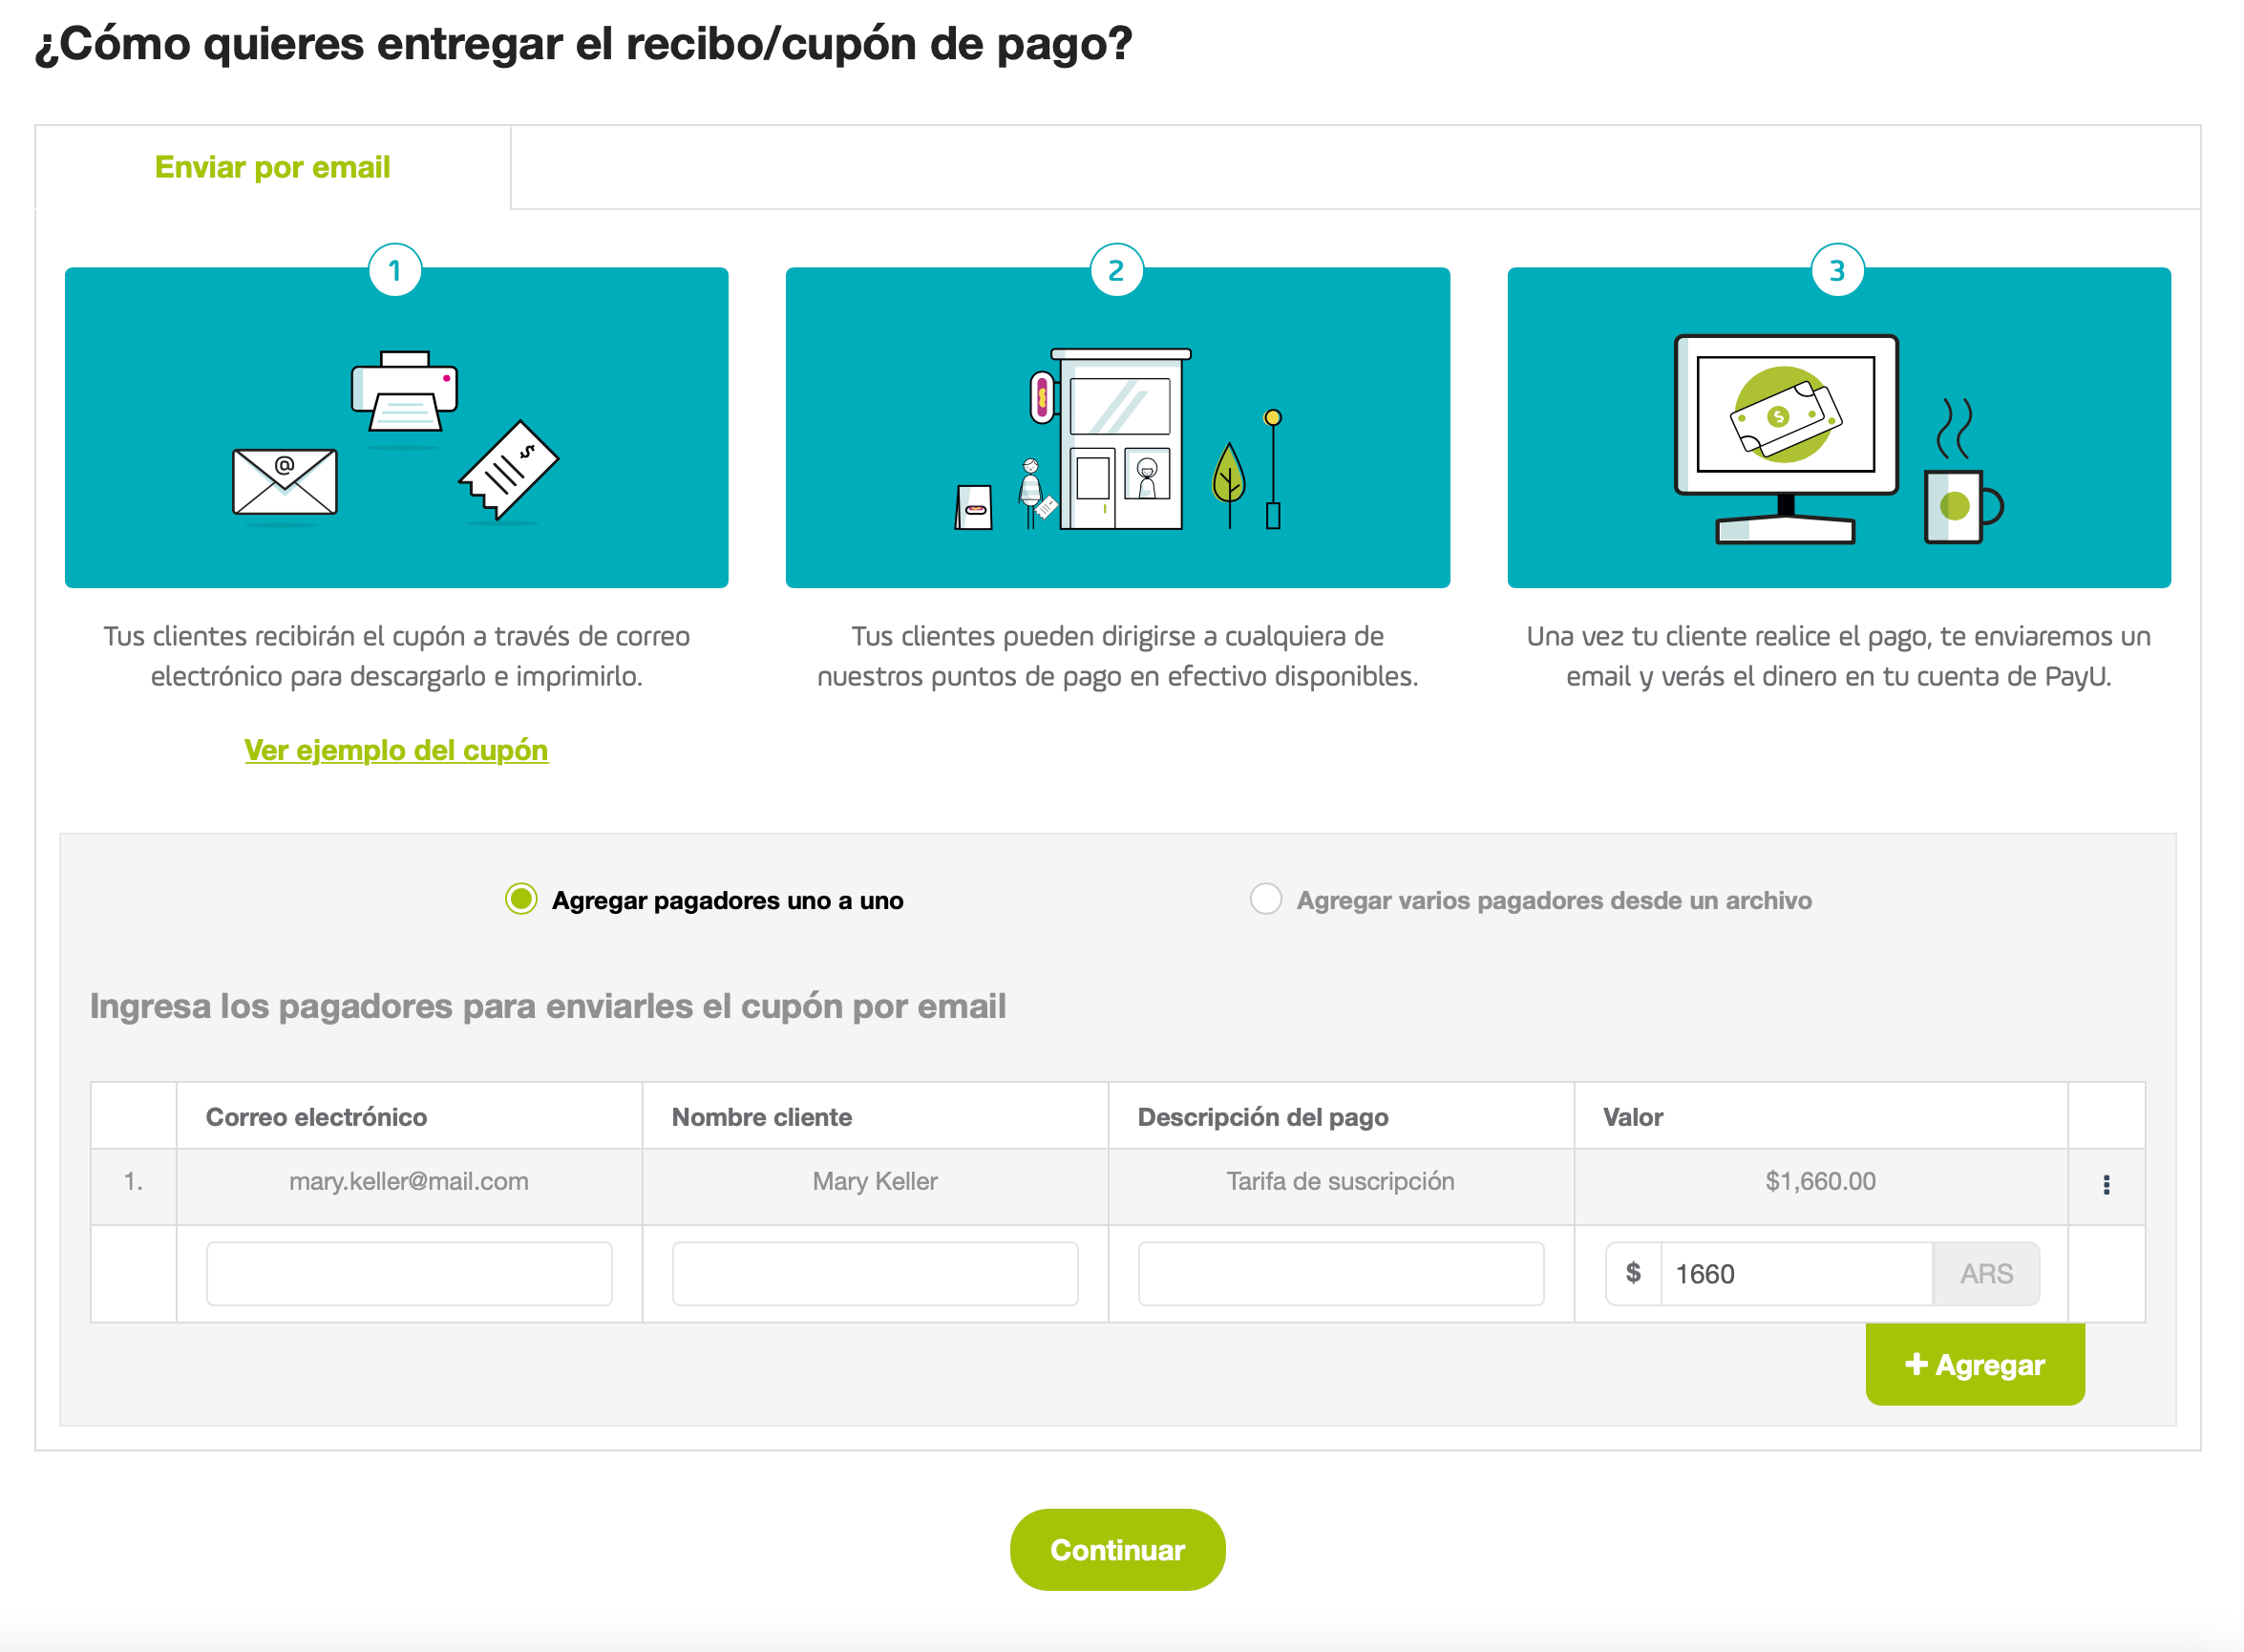 ¿Cómo quieres entregar el recibo/cupón de pago?
Enviar por email
1
2
3
@
$
$
Tus clientes recibirán el cupón a través de correo
electrónico para descargarlo e imprimirlo.
Tus clientes pueden dirigirse a cualquiera de
nuestros puntos de pago en efectivo disponibles.
Una vez tu cliente realice el pago, te enviaremos un
email y verás el dinero en tu cuenta de PayU.
Ver ejemplo del cupón
Agregar pagadores uno a uno
Agregar varios pagadores desde un archivo
Ingresa los pagadores para enviarles el cupón por email
Correo electrónico Nombre cliente Descripción del pago Valor
1. mary.keller@mail.com Mary Keller Tarifa de suscripción $1,660.00
$ 1660 ARS
+ Agregar
Continuar